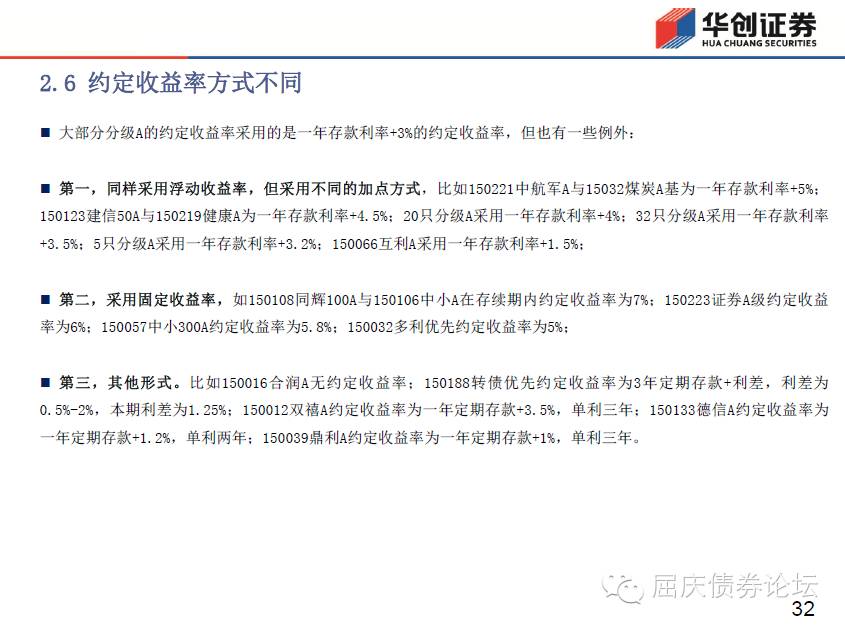 华创证券
HUA CHUANG SECURITIES
2.6 约定收益率方式不同
■ 大部分分级A的约定收益率采用的是一年存款利率+3%的约定收益率，但也有一些例外：
■ 第一，同样采用浮动收益率，但采用不同的加点方式，比如150221中航军A与15032煤炭A基为一年存款利率+5%；
150123建信50A与150219健康A为一年存款利率+4.5%；20只分级A采用一年存款利率+4%；32只分级A采用一年存款利率
+3.5%；5只分级A采用一年存款利率+3.2%；150066互利A采用一年存款利率+1.5%；
■ 第二，采用固定收益率，如150108同辉100A与150106中小A在存续期内约定收益率为7%；150223证券A级约定收益
率为6%；150057中小300A约定收益率为5.8%；150032多利优先约定收益率为5%；
■ 第三，其他形式。比如150016合润A无约定收益率；150188转债优先约定收益率为3年定期存款+利差，利差为
0.5%-2%，本期利差为1.25%；150012双禧A约定收益率为一年定期存款+3.5%，单利三年；150133德信A约定收益率为
一年定期存款+1.2%，单利两年；150039鼎利A约定收益率为一年定期存款+1%，单利三年。
屈庆债券论坛
32